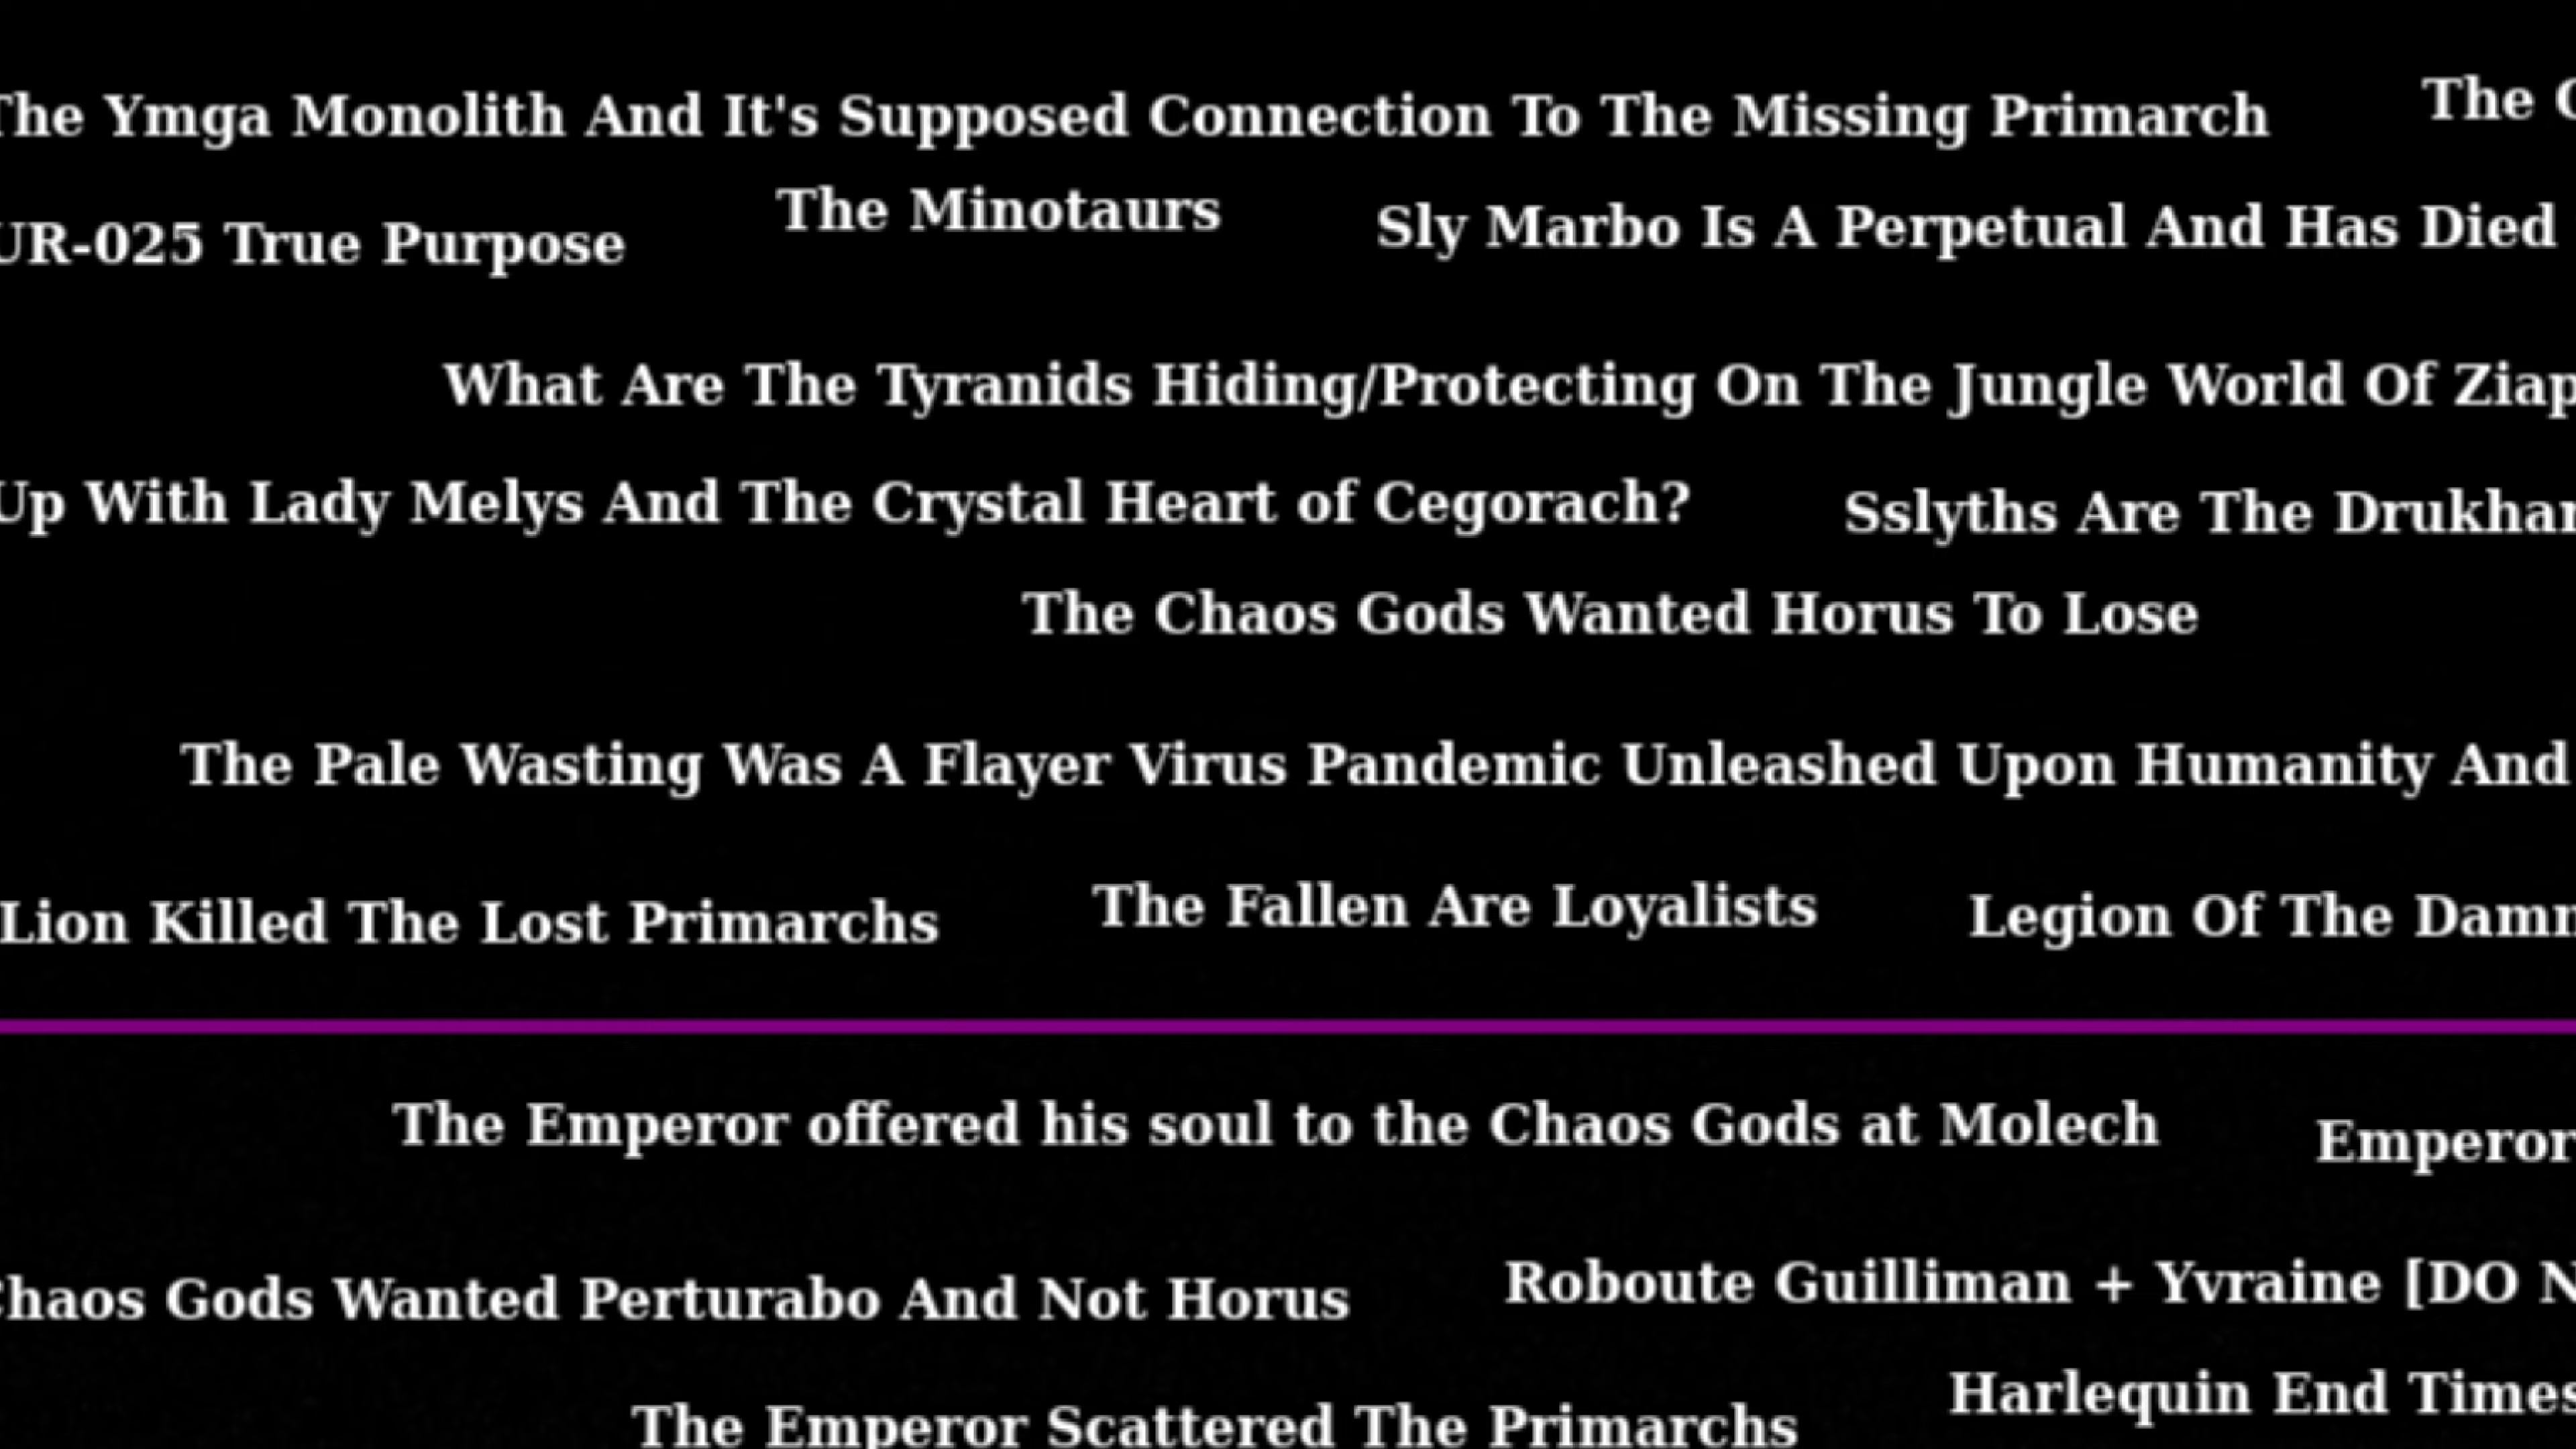 The Ymga Monolith And It's Supposed Connection To The Missing Primarch
The
UR-025 True Purpose
The Minotaurs
Sly Marbo Is A Perpetual And Has Died
What Are The Tyranids Hiding/Protecting On The Jungle World Of Ziap
Up With Lady Melys And The Crystal Heart of Cegorach?
Sslyths Are The Drukhar
The Chaos Gods Wanted Horus To Lose
The Pale Wasting Was A Flayer Virus Pandemic Unleashed Upon Humanity And
Lion Killed The Lost Primarchs
The Fallen Are Loyalists
Legion Of The Damn
The Emperor offered his soul to the Chaos Gods at Molech
Emperor
Chaos Gods Wanted Perturabo And Not Horus
Roboute Guilliman + Yvraine [DO N
The Emperor Scattered The Primarchs
Harlequin End Times